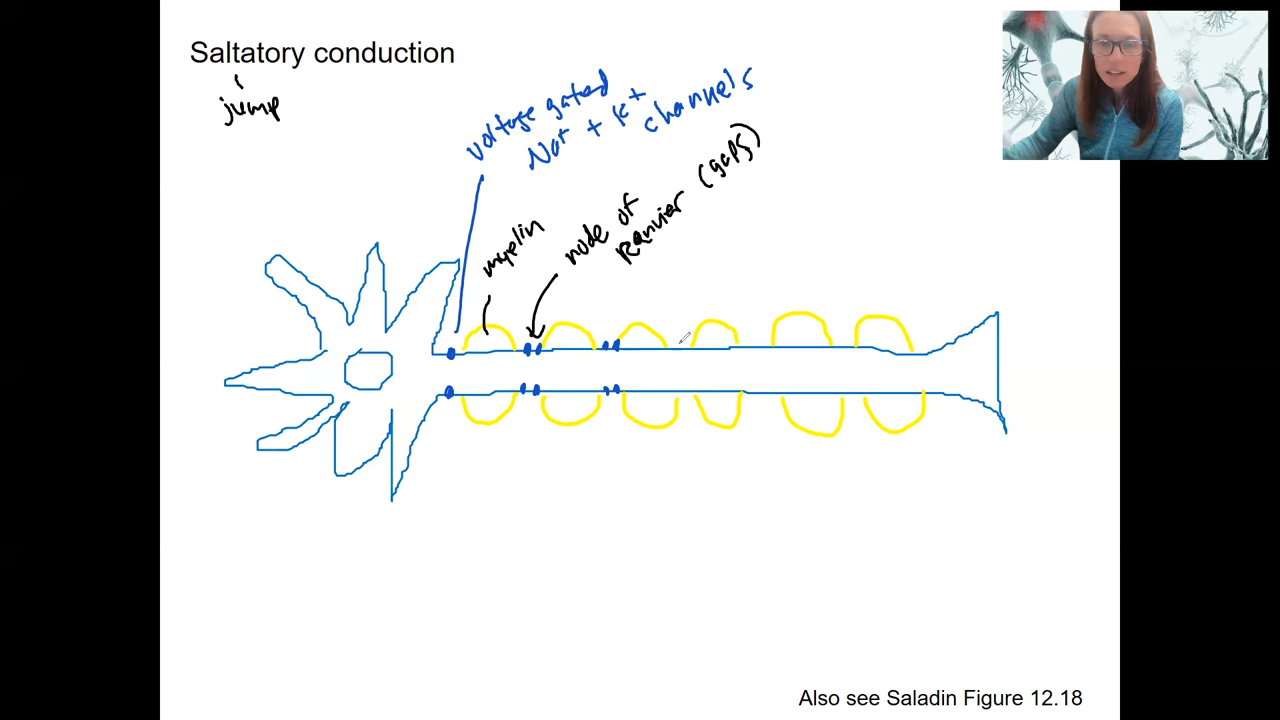 Saltatory conduction
jump
voltage gated
Na+ + K+
channels
myelin
node of
Ranvier (gaps)
Also see Saladin Figure 12.18